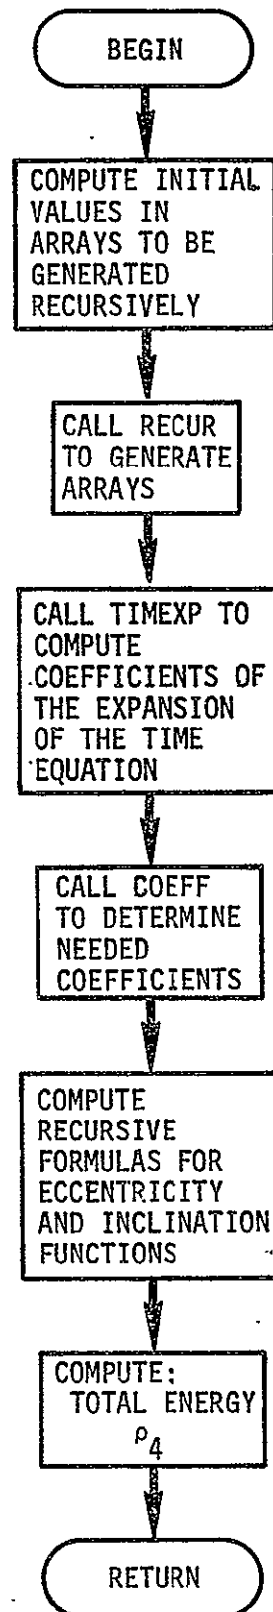 BEGIN
COMPUTE INITIAL
VALUES IN
ARRAYS TO BE
GENERATED
RECURSIVELY
CALL RECUR
TO GENERATE
ARRAYS
CALL TIMEXP TO
COMPUTE
COEFFICIENTS OF
THE EXPANSION
OF THE TIME
EQUATION
CALL COEFF
TO DETERMINE
NEEDED
COEFFICIENTS
COMPUTE
RECURSIVE
FORMULAS FOR
ECCENTRICITY
AND INCLINATION
FUNCTIONS
COMPUTE:
TOTAL ENERGY
ρ4
RETURN